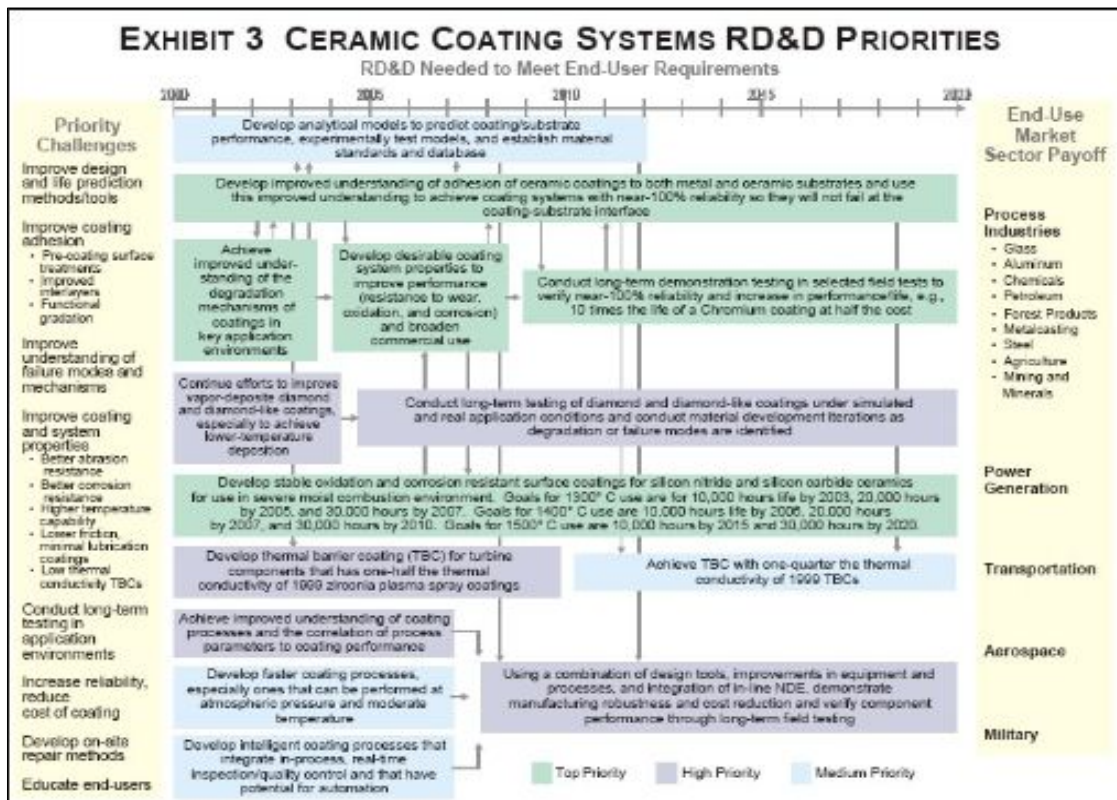 EXHIBIT 3 CERAMIC COATING SYSTEMS RD&D PRIORITIES
RD&D Needed to Meet End-User Requirements
2000 2005 2010 2015 2020
Priority
Challenges
Improve design
and life prediction
methods/tools
Improve coating
adhesion
• Pre-coating surface
treatments
• Improved
interlayers
• Functional
gradation
Improve
understanding of
failure modes and
mechanisms
Improve coating
and system
properties
• Better abrasion
resistance
• Better corrosion
resistance
• Higher temperature
capability
• Lower friction,
minimal lubrication
coatings
• Low thermal
conductivity TBCs
Conduct long-term
testing in
application
environments
Increase reliability,
reduce
cost of coating
Develop on-site
repair methods
Educate end-users
Develop analytical models to predict coating/substrate
performance, experimentally test models, and establish material
standards and database
Develop improved understanding of adhesion of ceramic coatings to both metal and ceramic substrates and use
this improved understanding to achieve coating systems with near-100% reliability so they will not fail at the
coating-substrate interface
Achieve
improved under-
standing of the
degradation
mechanisms of
coatings in
key application
environments
Develop desirable coating
system properties to
improve performance
(resistance to wear,
oxidation, and corrosion)
and broaden
commercial use
Conduct long-term demonstration testing in selected field tests to
verify near-100% reliability and increase in performance/life, e.g.,
10 times the life of a Chromium coating at half the cost
Continue efforts to improve
vapor-deposite diamond
and diamond-like coatings,
especially to achieve
lower-temperature
deposition
Conduct long-term testing of diamond and diamond-like coatings under simulated
and real application conditions and conduct material development iterations as
degradation or failure modes are identified
Develop stable oxidation and corrosion resistant surface coatings for silicon nitride and silicon carbide ceramics
for use in severe moist combustion environment. Goals for 1300° C use are for 10,000 hours life by 2003, 20,000 hours
by 2005, and 30,000 hours by 2007. Goals for 1400° C use are 10,000 hours life by 2006, 20,000 hours
by 2007, and 30,000 hours by 2010. Goals for 1500° C use are 10,000 hours by 2015 and 30,000 hours by 2020.
Develop thermal barrier coating (TBC) for turbine
components that has one-half the thermal
conductivity of 1999 zirconia plasma spray coatings
Achieve TBC with one-quarter the thermal
conductivity of 1999 TBCs
Achieve improved understanding of coating
processes and the correlation of process
parameters to coating performance
Develop faster coating processes,
especially ones that can be performed at
atmospheric pressure and moderate
temperature
Using a combination of design tools, improvements in equipment and
processes, and integration of in-line NDE, demonstrate
manufacturing robustness and cost reduction and verify component
performance through long-term field testing
Develop intelligent coating processes that
integrate in-process, real-time
inspection/quality control and that have
potential for automation
Top Priority High Priority Medium Priority
End-Use
Market
Sector Payoff
Process
Industries
• Glass
• Aluminum
• Chemicals
• Petroleum
• Forest Products
• Metalcasting
• Steel
• Agriculture
• Mining and
Minerals
Power
Generation
Transportation
Aerospace
Military